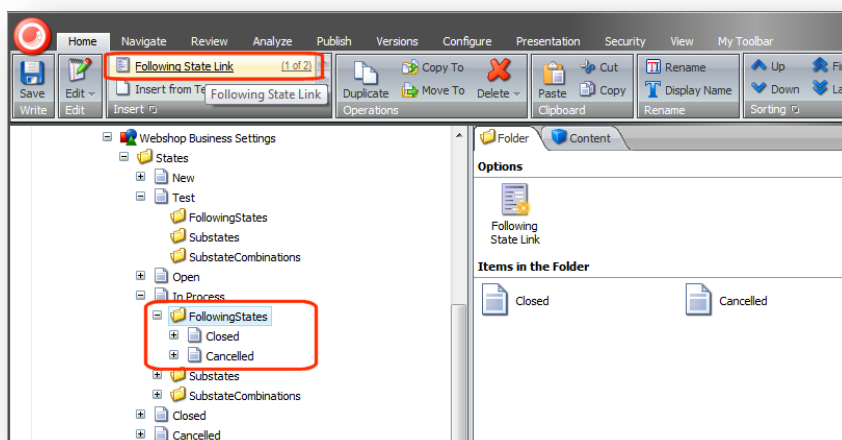 Home Navigate Review Analyze Publish Versions Configure Presentation Security View My Toolbar
Following State Link (1 of 2)
Insert from Te
Following State Link
Save
Write
Edit
Edit
Insert
Duplicate
Copy To
Move To
Delete
Operations
Paste
Cut
Copy
Clipboard
Rename
Display Name
Rename
Up
Down
Sorting
Fi
La
Webshop Business Settings
States
New
Test
FollowingStates
Substates
SubstateCombinations
Open
In Process
FollowingStates
Closed
Cancelled
Substates
SubstateCombinations
Closed
Cancelled
Folder Content
Options
Following
State Link
Items in the Folder
Closed Cancelled